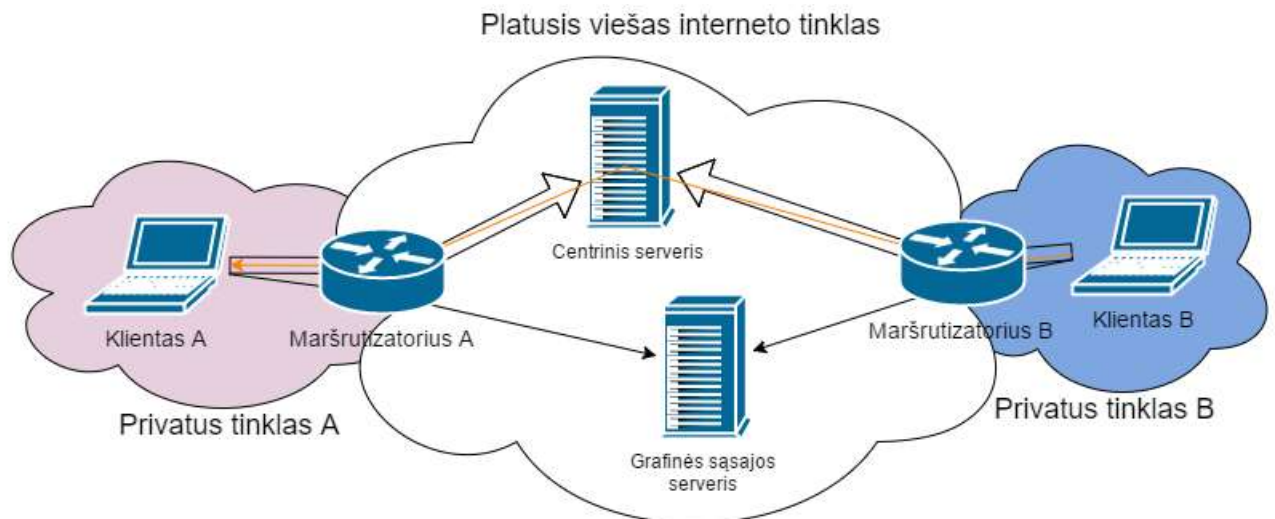 Platusis viešas interneto tinklas
Centrinis serveris
Klientas A
Maršrutizatorius A
Maršrutizatorius B
Klientas B
Privatus tinklas A
Privatus tinklas B
Grafinės sąsajos
serveris